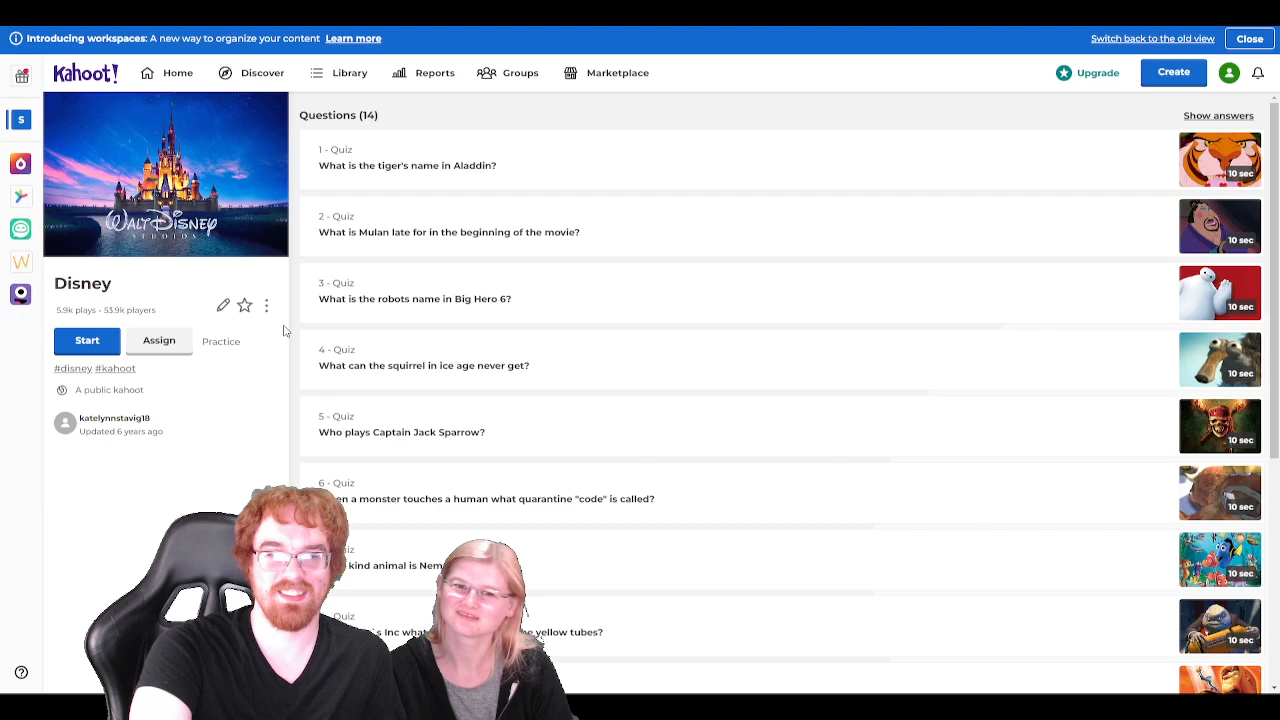 Introducing workspaces: A new way to organize your content Learn more
Switch back to the old view
Close
Kahoot!
Home
Discover
Library
Reports
Groups
Marketplace
Upgrade
Create
S
WALT DISNEY
STUDIOS
Disney
5.9k plays · 53.9k players
Start
Assign
Practice
#disney #kahoot
A public kahoot
katelynnstavig18
Updated 6 years ago
Questions (14)
Show answers
1 - Quiz
What is the tiger's name in Aladdin?
10 sec
2 - Quiz
What is Mulan late for in the beginning of the movie?
10 sec
3 - Quiz
What is the robots name in Big Hero 6?
10 sec
4 - Quiz
What can the squirrel in ice age never get?
10 sec
5 - Quiz
Who plays Captain Jack Sparrow?
10 sec
6 - Quiz
a monster touches a human what quarantine "code" is called?
10 sec
kind animal is
10 sec
Quiz
Inc
yellow tubes?
10 sec